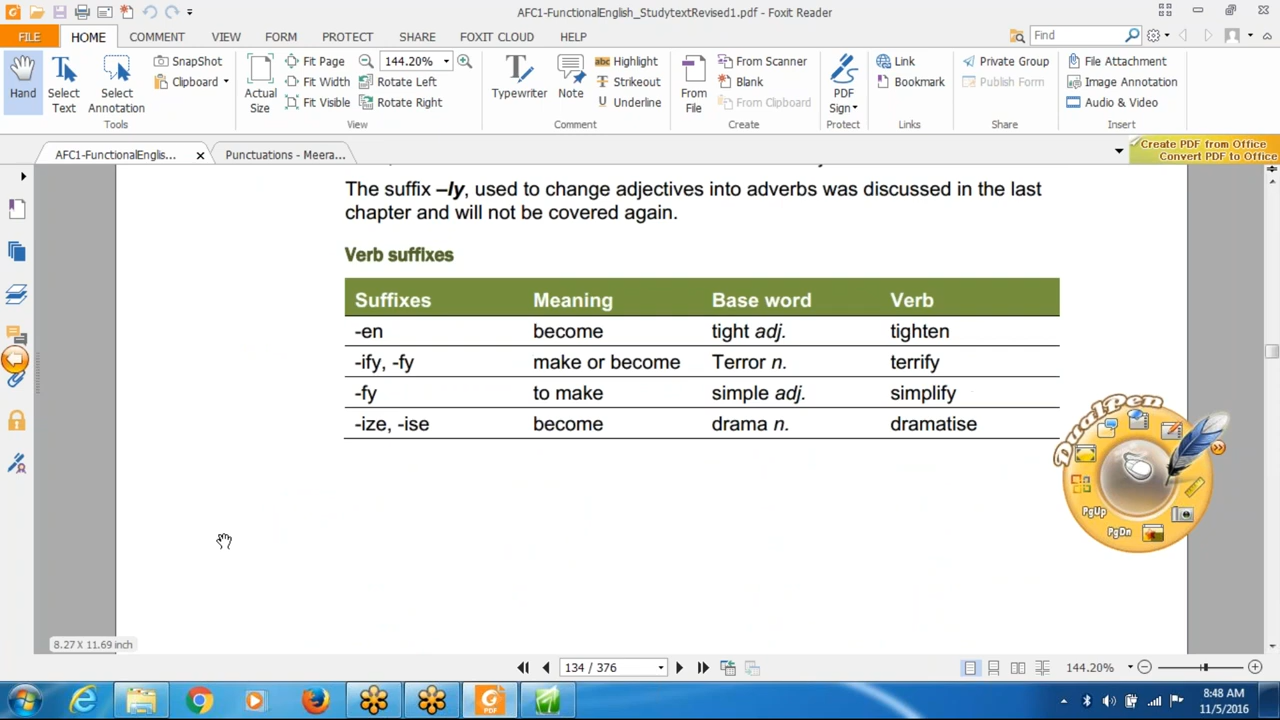 AFC1-FunctionalEnglish_StudytextRevised1.pdf - Foxit Reader
FILE HOME COMMENT VIEW FORM PROTECT SHARE FOXIT CLOUD HELP Find
Hand
Select Text
Select Annotation
SnapShot
Clipboard
Tools
Actual Size
Fit Page
Fit Width
Fit Visible
144.20%
Rotate Left
Rotate Right
View
Typewriter
Note
Highlight
Strikeout
Underline
Comment
From File
From Scanner
Blank
From Clipboard
Create
PDF Sign
Protect
Link
Bookmark
Links
Private Group
Publish Form
Share
File Attachment
Image Annotation
Audio & Video
Insert
AFC1-FunctionalEnglis... Punctuations - Meera...
Create PDF from Office
Convert PDF to Office
The suffix –ly, used to change adjectives into adverbs was discussed in the last
chapter and will not be covered again.
Verb suffixes
Suffixes Meaning Base word Verb
-en become tight adj. tighten
-ify, -fy make or become Terror n. terrify
-fy to make simple adj. simplify
-ize, -ise become drama n. dramatise
DualPen
PgUp
PgDn
8.27 X 11.69 inch
134 / 376
144.20%
PDF
8:48 AM
11/5/2016